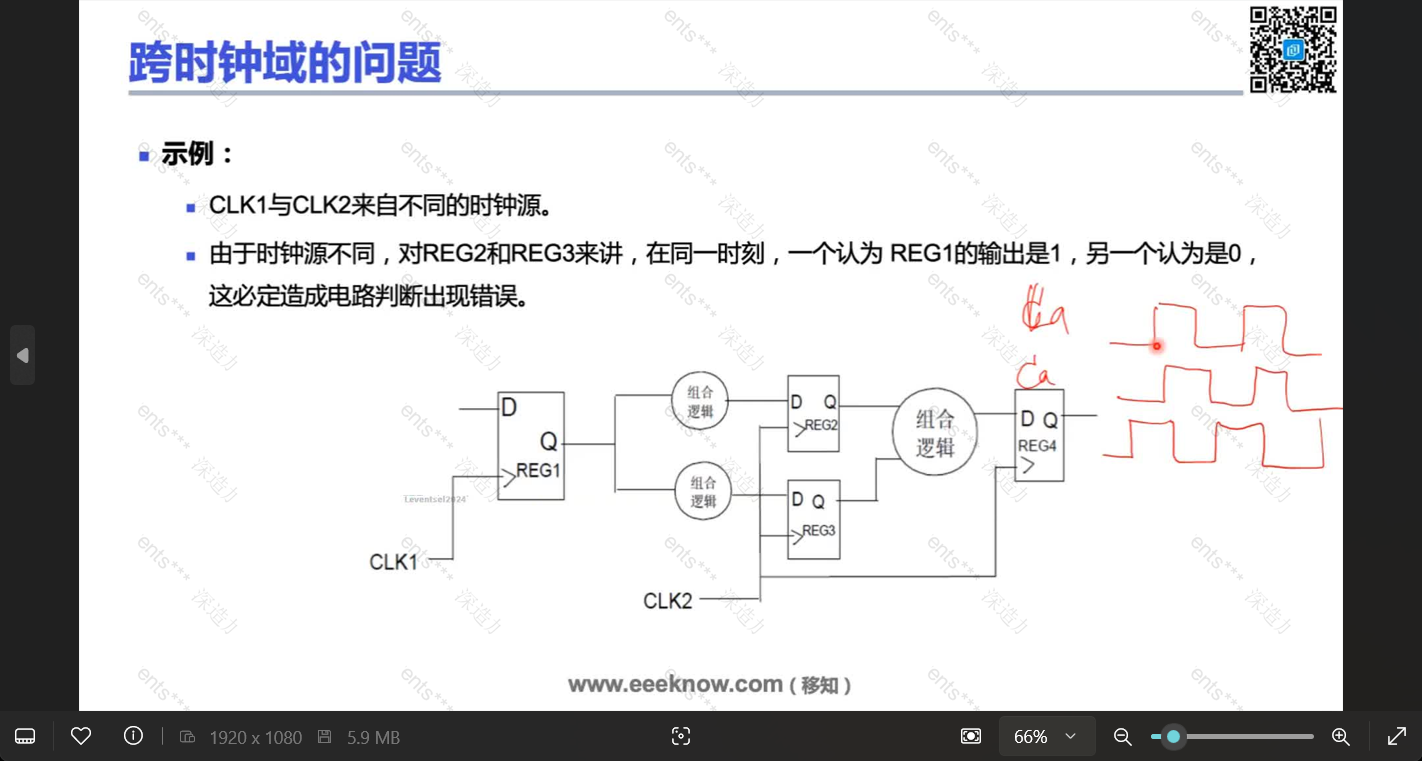 跨时钟域的问题
示例：
CLK1与CLK2来自不同的时钟源。
由于时钟源不同，对REG2和REG3来讲，在同一时刻，一个认为 REG1的输出是1，另一个认为是0，
这必定造成电路判断出现错误。
D
Q
REG1
CLK1
组合
逻辑
组合
逻辑
D Q
REG2
D Q
REG3
CLK2
组合
逻辑
D Q
REG4
www.eeeknow.com（移知）
1920 x 1080
5.9 MB
66%